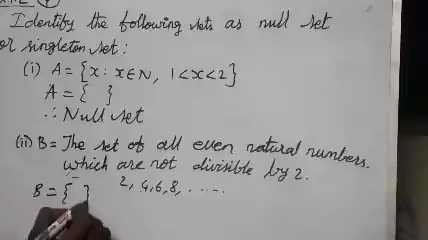 Identify the following sets as null set
or singleton set:
(i) A = {x : x ∈ N, 1 < x < 2}
A = { }
∴ Null set
(ii) B = The set of all even natural numbers
which are not divisible by 2.
B = { } 2, 4, 6, 8, .....